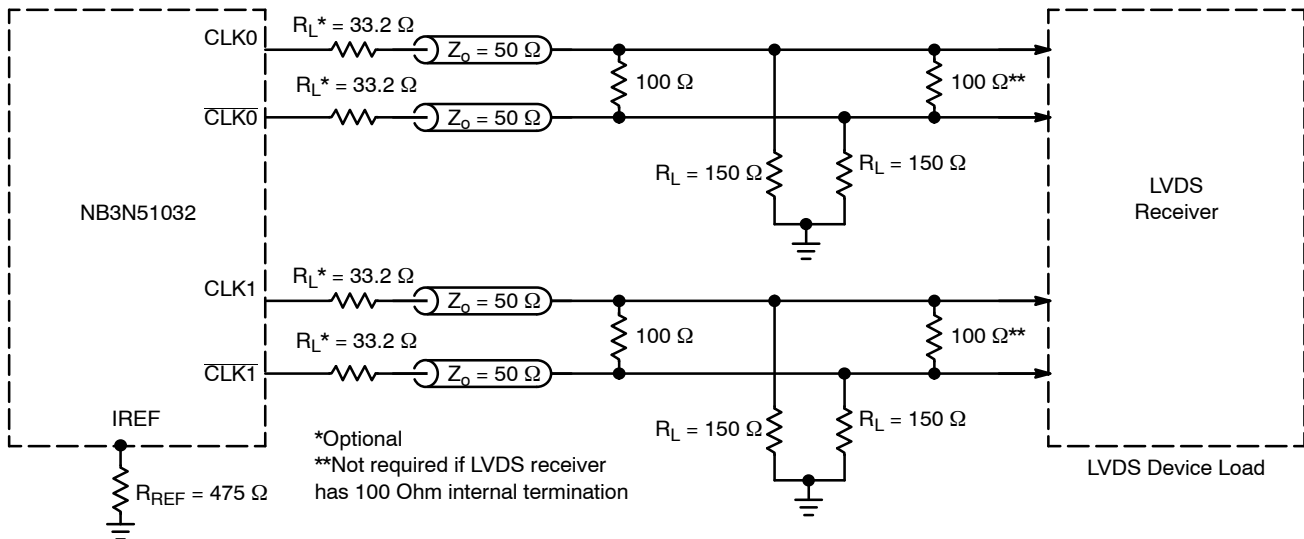 R_L* = 33.2 Ω
CLK0
Z_o = 50 Ω
R_L* = 33.2 Ω
100 Ω
100 Ω**
C̅L̅K̅0̅
Z_o = 50 Ω
R_L = 150 Ω
R_L = 150 Ω
NB3N51032
LVDS
Receiver
R_L* = 33.2 Ω
CLK1
Z_o = 50 Ω
R_L* = 33.2 Ω
100 Ω
100 Ω**
C̅L̅K̅1̅
Z_o = 50 Ω
IREF
R_L = 150 Ω
R_L = 150 Ω
*Optional
**Not required if LVDS receiver
has 100 Ohm internal termination
LVDS Device Load
R_REF = 475 Ω